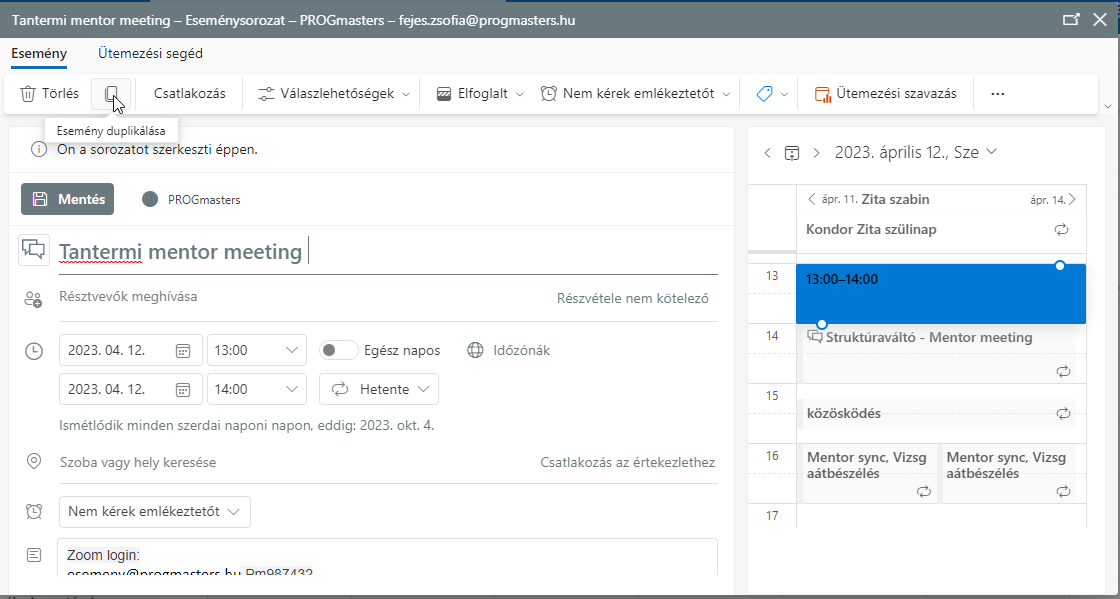 Tantermi mentor meeting – Eseménysorozat – PROGmasters – fejes.zsofia@progmasters.hu
Esemény Ütemezési segéd
Törlés Csatlakozás Válaszlehetőségek Elfoglalt Nem kérek emlékeztetőt Ütemezési szavazás ...
Esemény duplikálása
Ön a sorozatot szerkeszti éppen.
Mentés PROGmasters
Tantermi mentor meeting
Résztvevők meghívása Részvétele nem kötelező
2023. 04. 12. 13:00 Egész napos Időzónák
2023. 04. 12. 14:00 Hetente
Ismétlődik minden szerdai naponi napon, eddig: 2023. okt. 4.
Szoba vagy hely keresése Csatlakozás az értekezlethez
Nem kérek emlékeztetőt
Zoom login:
esemeny@progmasters.hu Pm987432
2023. április 12., Sze
ápr. 11. Zita szabin ápr. 14.
Kondor Zita szülinap
13 13:00–14:00
14 Struktúraváltó - Mentor meeting
15
közösködés
16 Mentor sync, Vizsg Mentor sync, Vizsg
aátbeszélés aátbeszélés
17